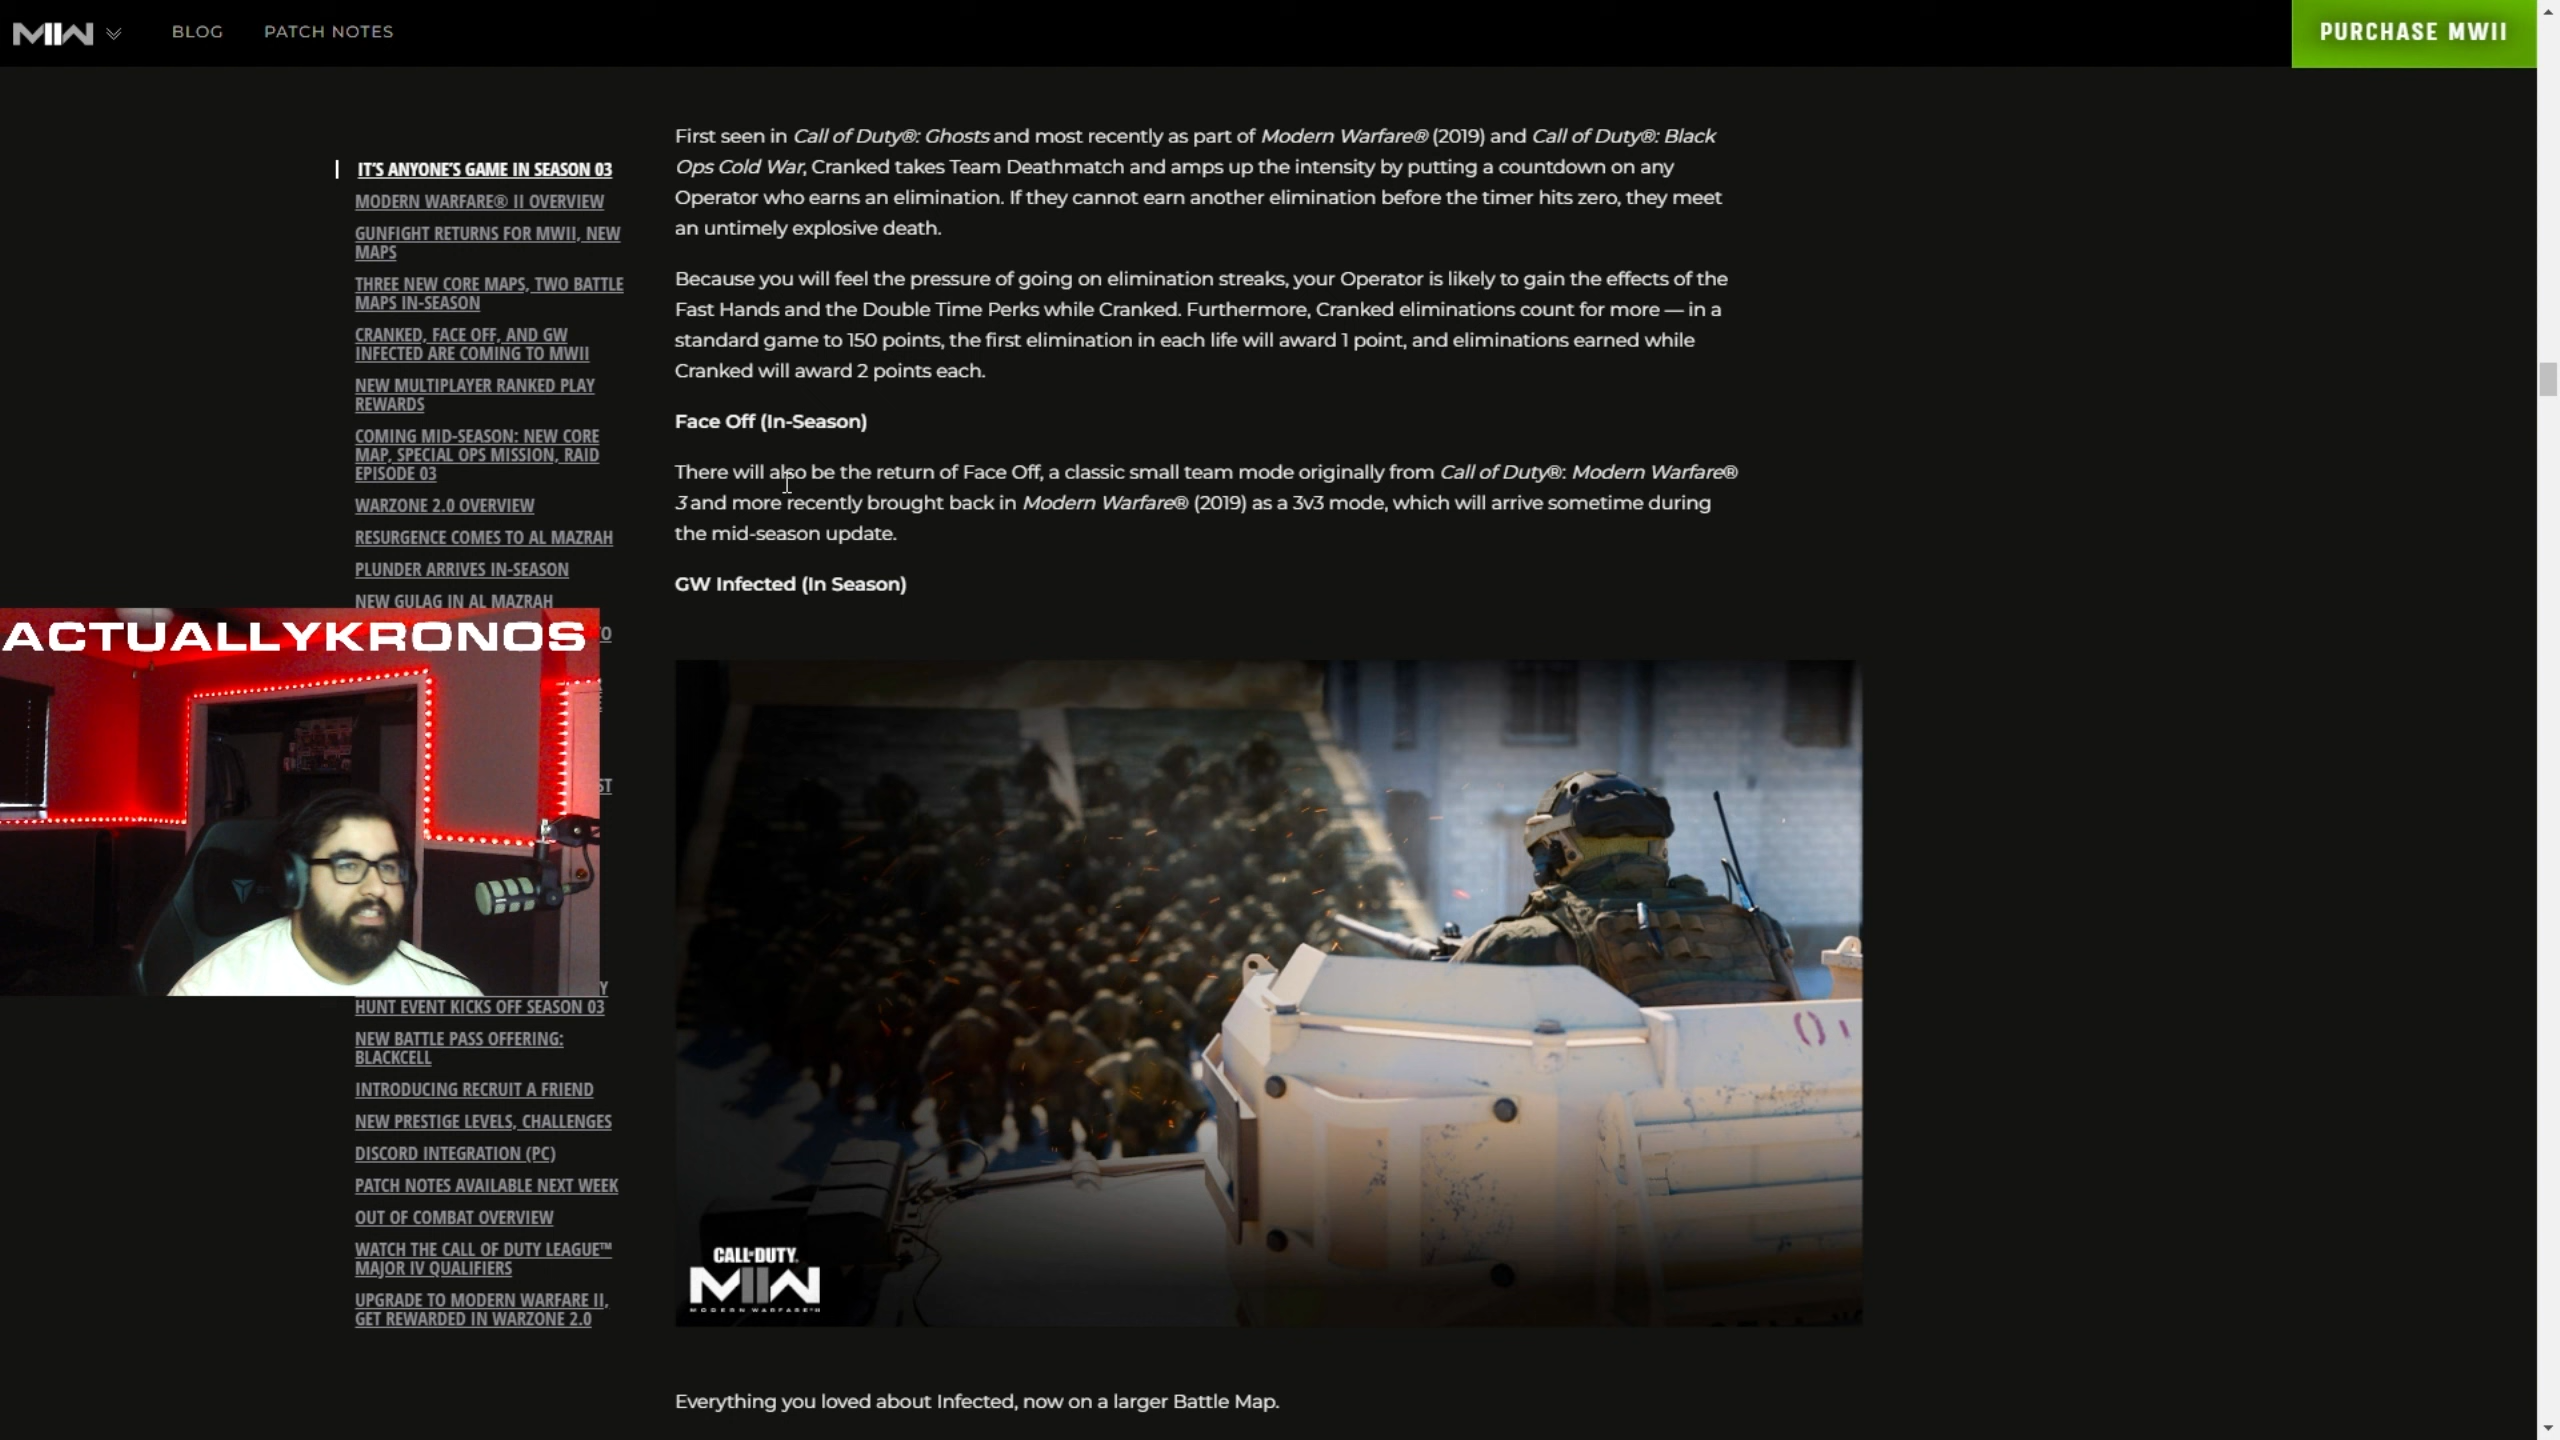 MIIW
BLOG
PATCH NOTES
PURCHASE MWII
IT'S ANYONE'S GAME IN SEASON 03
MODERN WARFARE® II OVERVIEW
GUNFIGHT RETURNS FOR MWII, NEW
MAPS
THREE NEW CORE MAPS, TWO BATTLE
MAPS IN-SEASON
CRANKED, FACE OFF, AND GW
INFECTED ARE COMING TO MWII
NEW MULTIPLAYER RANKED PLAY
REWARDS
COMING MID-SEASON: NEW CORE
MAP, SPECIAL OPS MISSION, RAID
EPISODE 03
WARZONE 2.0 OVERVIEW
RESURGENCE COMES TO AL MAZRAH
PLUNDER ARRIVES IN-SEASON
NEW GULAG IN AL MAZRAH
ACTUALLYKRONOS
HUNT EVENT KICKS OFF SEASON 03
NEW BATTLE PASS OFFERING:
BLACKCELL
INTRODUCING RECRUIT A FRIEND
NEW PRESTIGE LEVELS, CHALLENGES
DISCORD INTEGRATION (PC)
PATCH NOTES AVAILABLE NEXT WEEK
OUT OF COMBAT OVERVIEW
WATCH THE CALL OF DUTY LEAGUE™
MAJOR IV QUALIFIERS
UPGRADE TO MODERN WARFARE II,
GET REWARDED IN WARZONE 2.0
First seen in Call of Duty®: Ghosts and most recently as part of Modern Warfare® (2019) and Call of Duty®: Black
Ops Cold War, Cranked takes Team Deathmatch and amps up the intensity by putting a countdown on any
Operator who earns an elimination. If they cannot earn another elimination before the timer hits zero, they meet
an untimely explosive death.
Because you will feel the pressure of going on elimination streaks, your Operator is likely to gain the effects of the
Fast Hands and the Double Time Perks while Cranked. Furthermore, Cranked eliminations count for more — in a
standard game to 150 points, the first elimination in each life will award 1 point, and eliminations earned while
Cranked will award 2 points each.
Face Off (In-Season)
There will also be the return of Face Off, a classic small team mode originally from Call of Duty®: Modern Warfare®
3 and more recently brought back in Modern Warfare® (2019) as a 3v3 mode, which will arrive sometime during
the mid-season update.
GW Infected (In Season)
CALL OF DUTY
MIIW
MODERN WARFARE II
Everything you loved about Infected, now on a larger Battle Map.